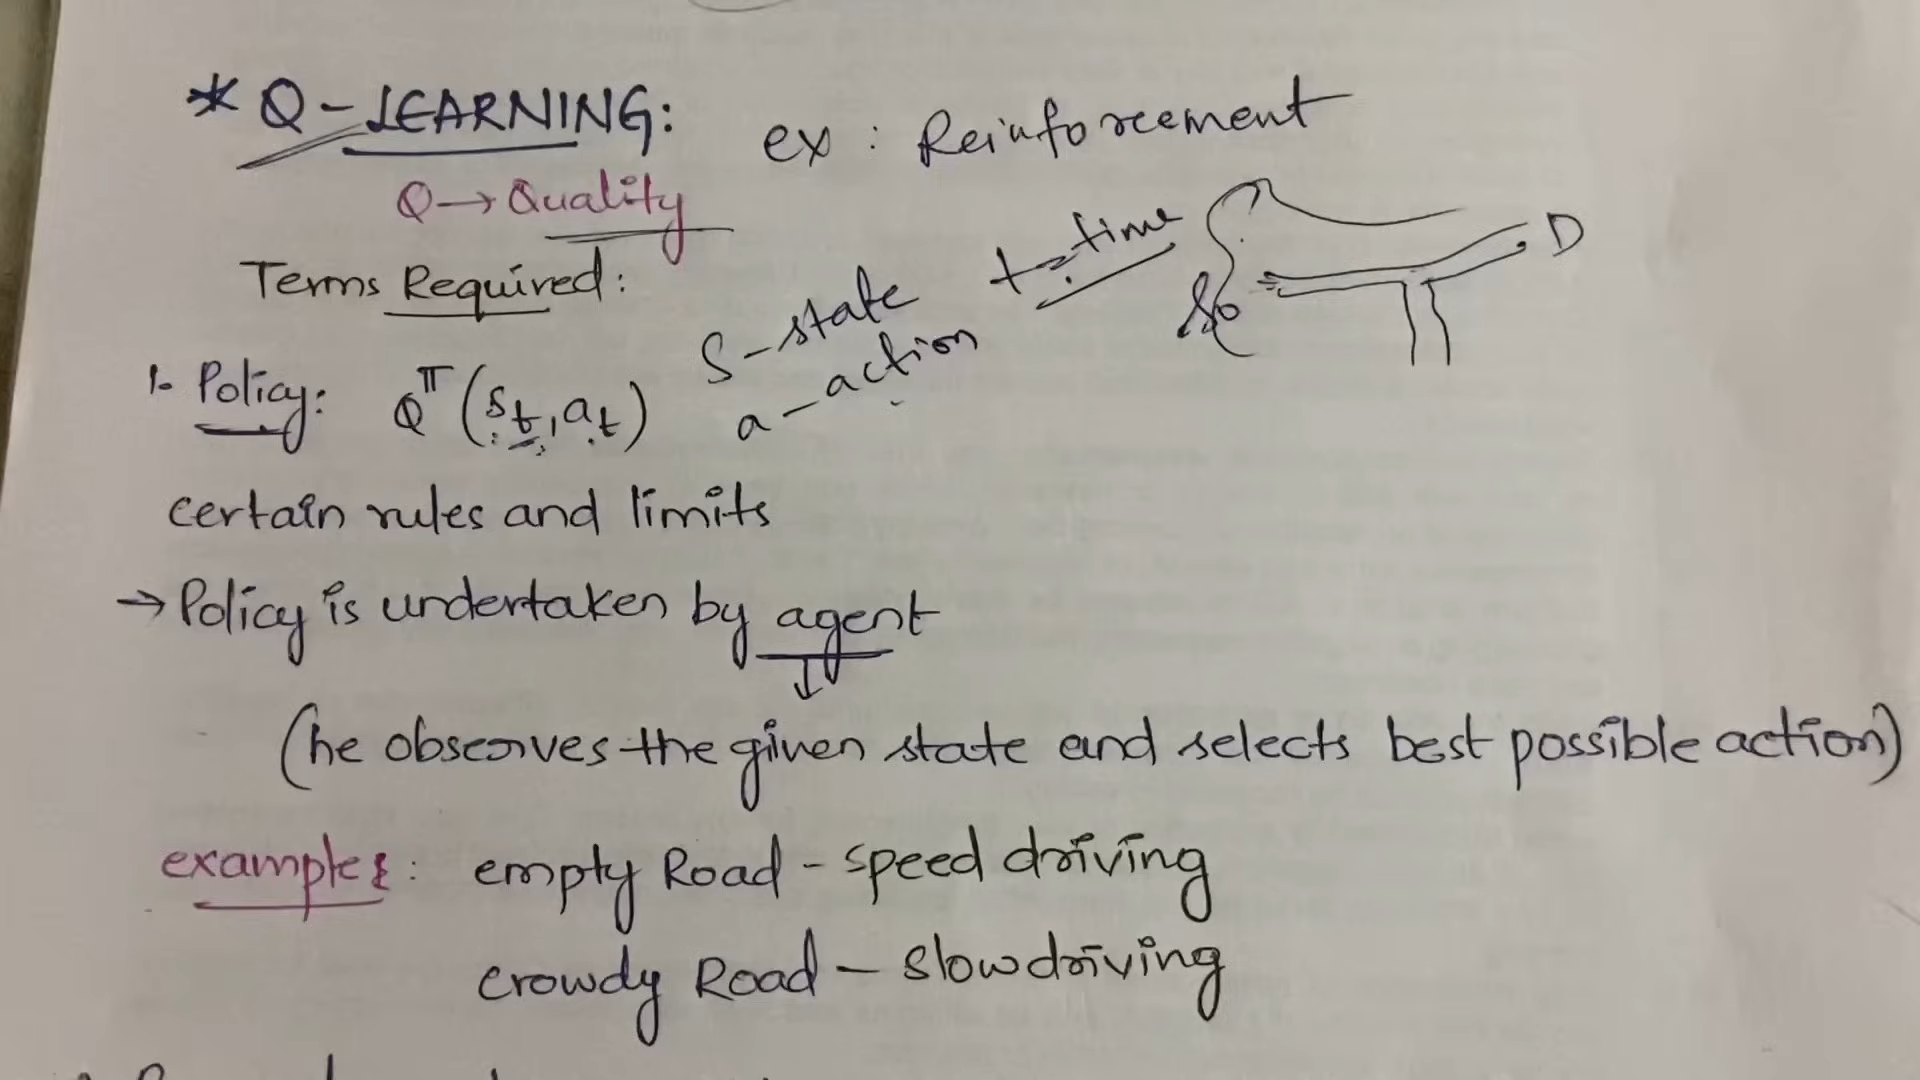 * Q-LEARNING: ex: Reinforcement
Q→Quality
Terms Required:
S-state
a-action
t=time
So
D
1. Policy: Q^π (St, at)
certain rules and limits
→ Policy is undertaken by agent
↓
(he observes the given state and selects best possible action)
examples: empty Road - speed driving
crowdy Road - slow driving